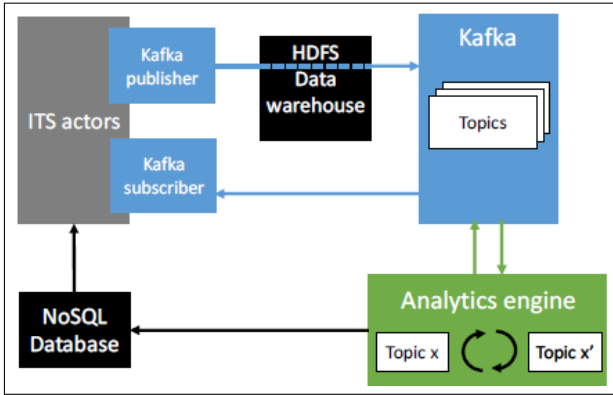 Kafka
publisher
HDFS
Data
warehouse
Kafka
Topics
ITS actors
Kafka
subscriber
NoSQL
Database
Analytics engine
Topic x
Topic x’